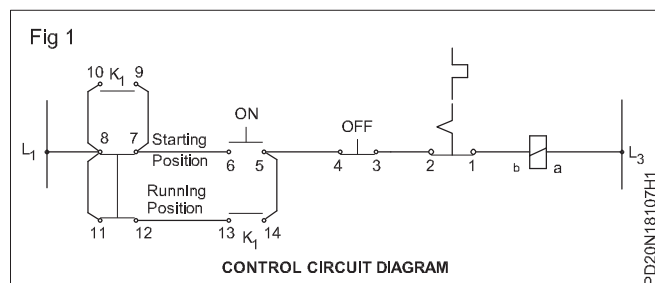 Fig 1
10 K1 9
ON
OFF
L1
8 7 Starting
Position
6 5 4 3 2 1 b a L3
Running
Position
11 12 13 K1 14
CONTROL CIRCUIT DIAGRAM
PD20N18107H1